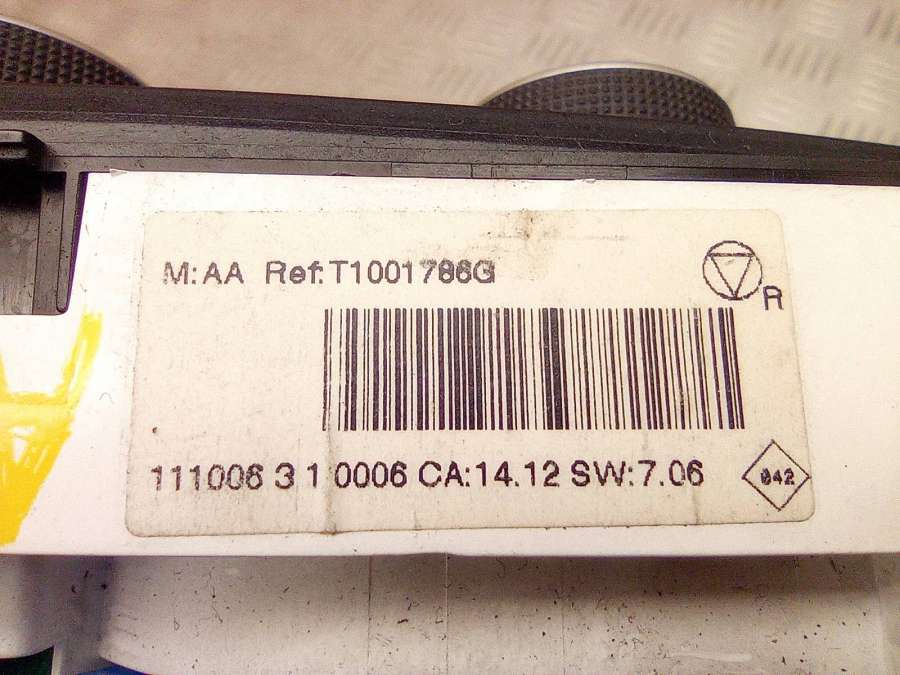 M:AA Ref:T1001786G
R
111006 3 1 0006 CA:14.12 SW:7.06
042